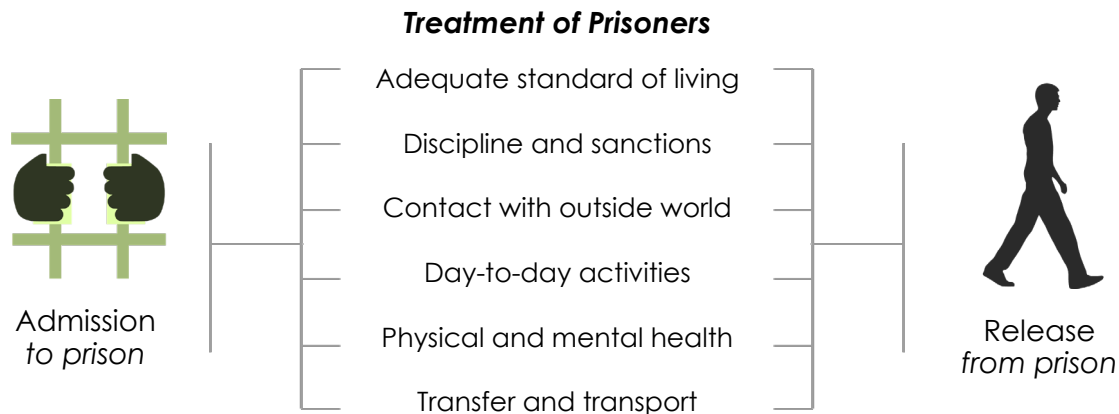 Treatment of Prisoners
Adequate standard of living
Discipline and sanctions
Contact with outside world
Day-to-day activities
Physical and mental health
Transfer and transport
Admission
to prison
Release
from prison